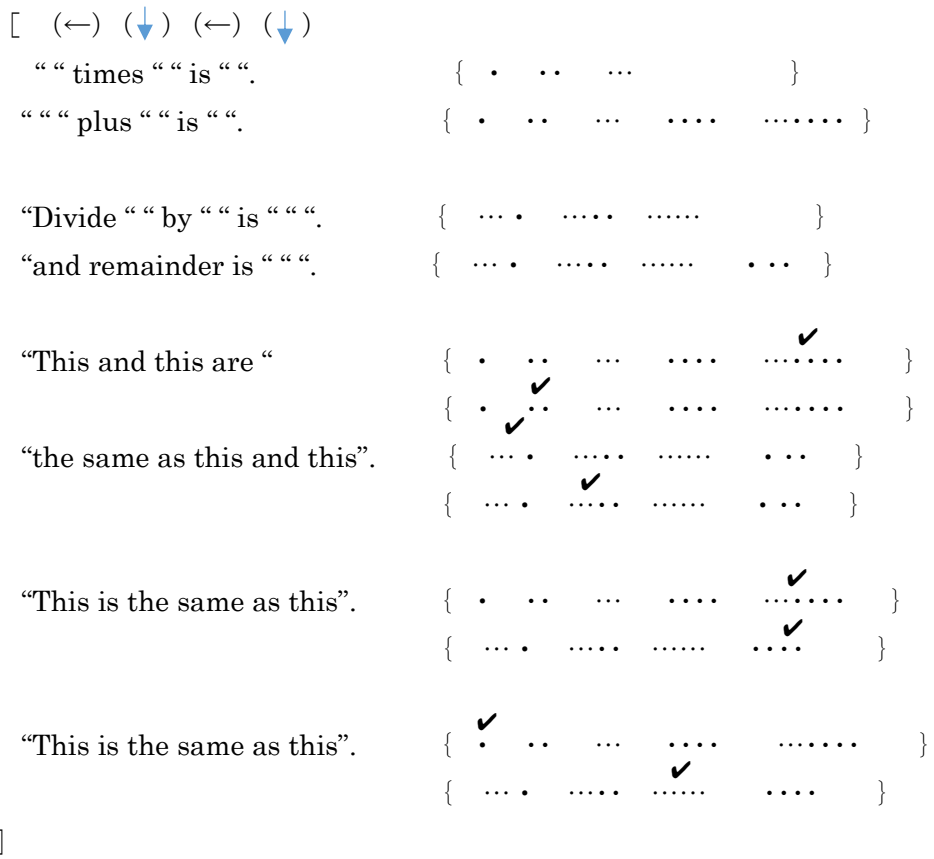 [ (←) (↓) (←) (↓)
“ “ times “ “ is “ “. { • •• ••• }
“ “ “ plus “ “ is “ “. { • •• ••• •••• ••••••• }
“Divide “ “ by “ “ is “ “ “. { •••• ••••• •••••• }
“and remainder is “ “ “. { •••• ••••• •••••• ••• }
“This and this are “ { • •• ••• •••• ✔ ••••••• }
{ • ✔ •• ••• •••• ••••••• }
“the same as this and this”. { ✔ •••• ••••• •••••• ••• }
{ •••• ✔ ••••• •••••• ••• }
“This is the same as this”. { • •• ••• •••• ✔ ••••••• }
{ •••• ••••• •••••• ✔ •••• }
“This is the same as this”. { ✔ • •• ••• •••• ••••••• }
{ •••• ••••• ✔ •••••• •••• }
]